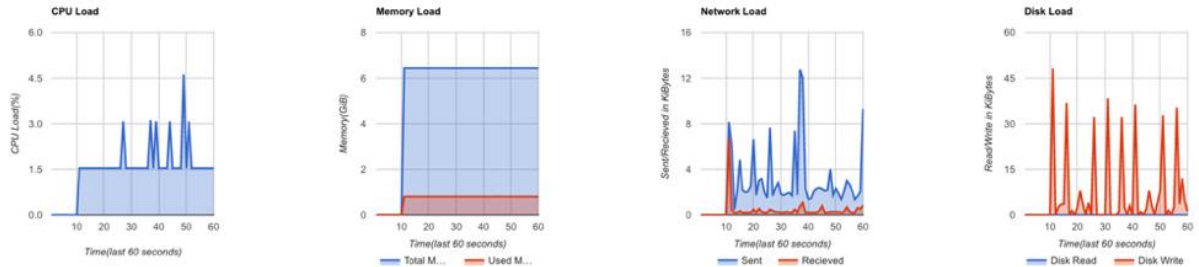 CPU Load
6.0
4.5
3.0
1.5
0.0
CPU Load(%)
10 20 30 40 50 60
Time(last 60 seconds)
Memory Load
8
6
4
2
0
Memory(GiB)
10 20 30 40 50 60
Time(last 60 seconds)
Total M... Used M...
Network Load
16
12
8
4
0
Sent/Recieved in KiBytes
10 20 30 40 50 60
Time(last 60 seconds)
Sent Recieved
Disk Load
60
45
30
15
0
Read/Write in KiBytes
10 20 30 40 50 60
Time(last 60 seconds)
Disk Read Disk Write